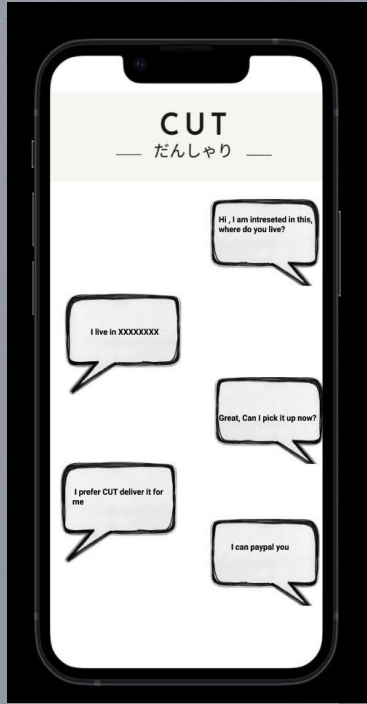 CUT
だんしゃり
Hi , I am intreseted in this,
where do you live?
I live in XXXXXXXX
Great, Can I pick it up now?
I prefer CUT deliver it for
me
I can paypal you